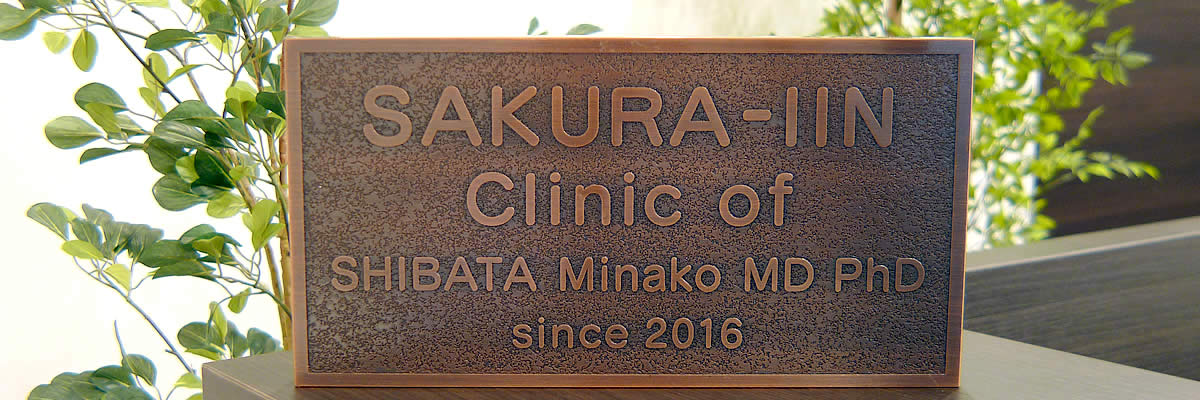 SAKURA-IIN
Clinic of
SHIBATA Minako MD PhD
since 2016